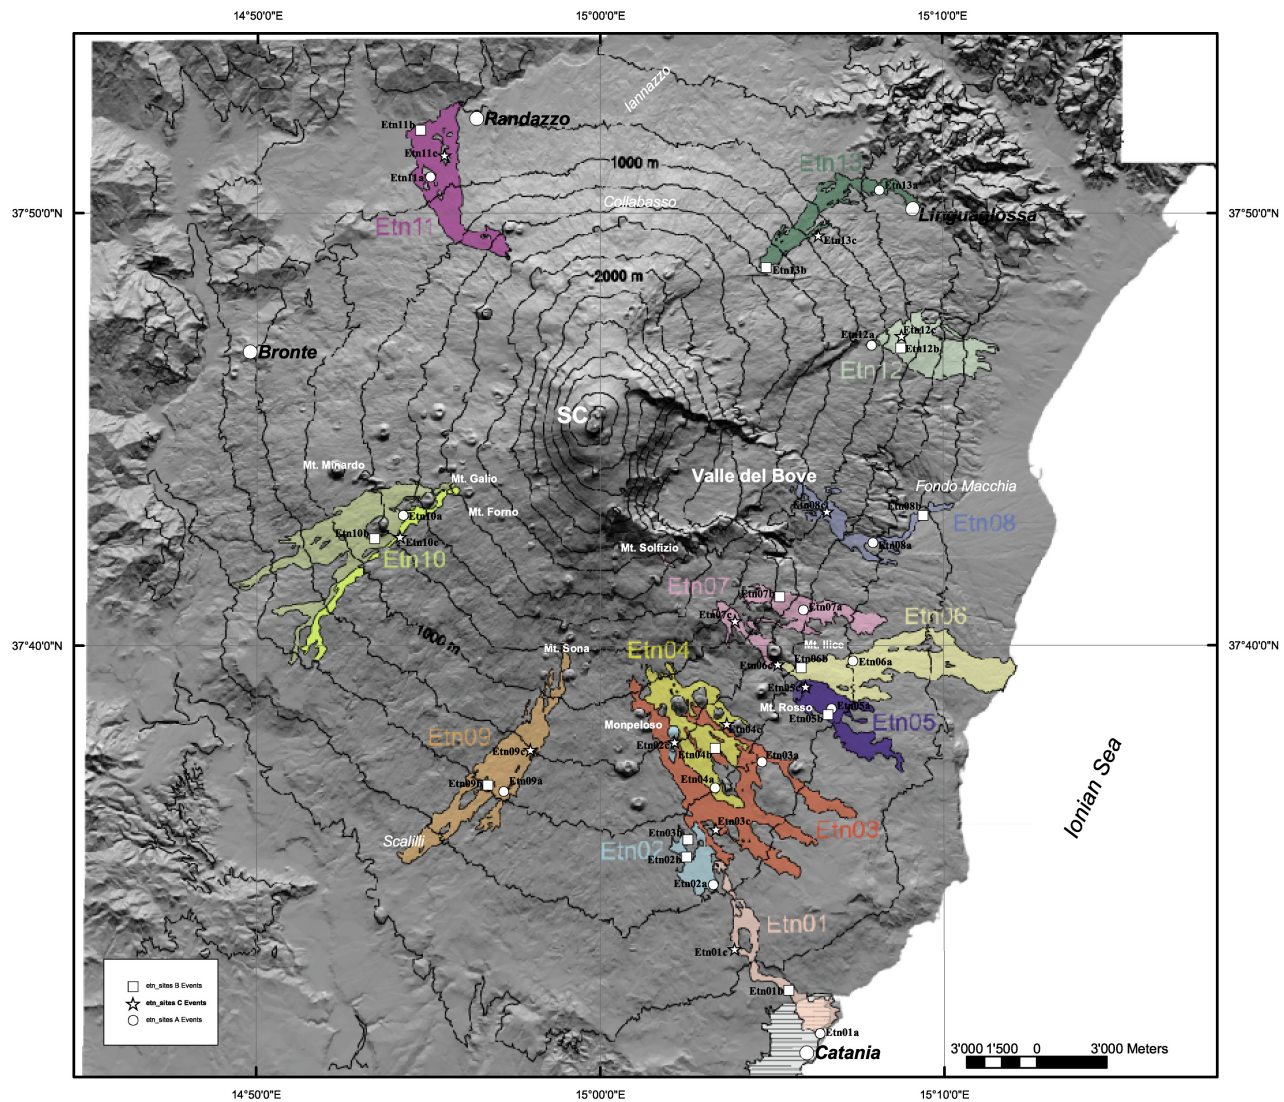 14°50'0"E
15°00'0"E
15°10'0"E
Iannazzo
Etn11b
Randazzo
Etn11c
1000 m
Etn13
Etn11a
Etn13a
Collabasso
37°50'0"N
37°50'0"N
Linguaglossa
Etn11
Etn13c
Etn13b
2000 m
Etn12a
Etn12c
Etn12b
Bronte
Etn12
SC
Mt. Minardo
Mt. Galio
Valle del Bove
Fondo Macchia
Etn08c
Etn08b
Mt. Forno
Etn10a
Etn08
Etn10b
Etn10c
Etn08a
Mt. Solfizio
Etn10
Etn07
Etn07b
Etn07a
Etn07c
Etn06
1000 m
37°40'0"N
37°40'0"N
Mt. Sona
Etn04
Mt. Ilice
Etn06b
Etn06a
Etn06c
Etn05c
Mt. Rosso
Etn05a
Etn05b
Etn05
Monpeloso
Etn04c
Etn09
Etn02c
Etn09c
Etn04b
Etn03a
Etn09b
Etn09a
Etn04a
Ionian Sea
Etn03c
Etn03
Etn03b
Scalilli
Etn02
Etn02b
Etn02a
Etn01
Etn01c
etn_sites B Events
Etn01b
etn_sites C Events
etn_sites A Events
Etn01a
Catania
3'000 1'500 0 3'000 Meters
14°50'0"E
15°00'0"E
15°10'0"E